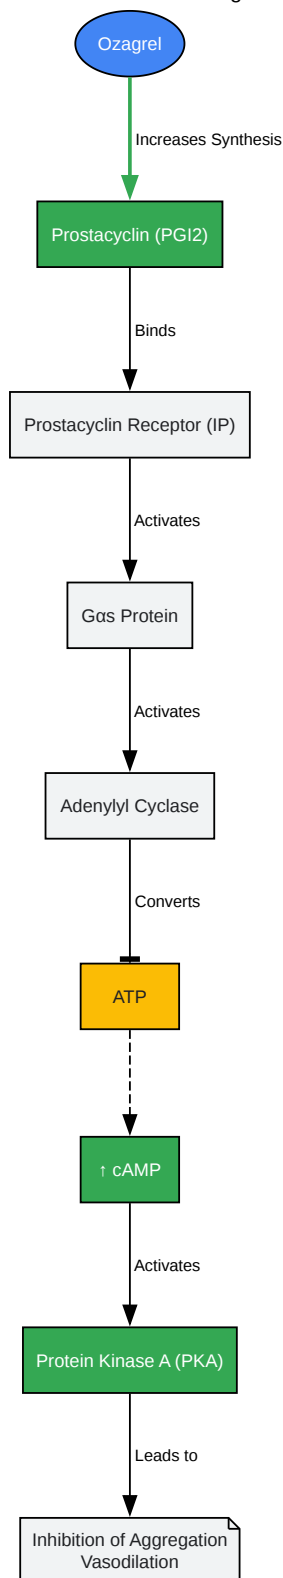 Ozagrel
Increases Synthesis
Prostacyclin (PGI2)
Binds
Prostacyclin Receptor (IP)
Activates
Gαs Protein
Activates
Adenylyl Cyclase
Converts
ATP
↑ cAMP
Activates
Protein Kinase A (PKA)
Leads to
Inhibition of Aggregation
Vasodilation